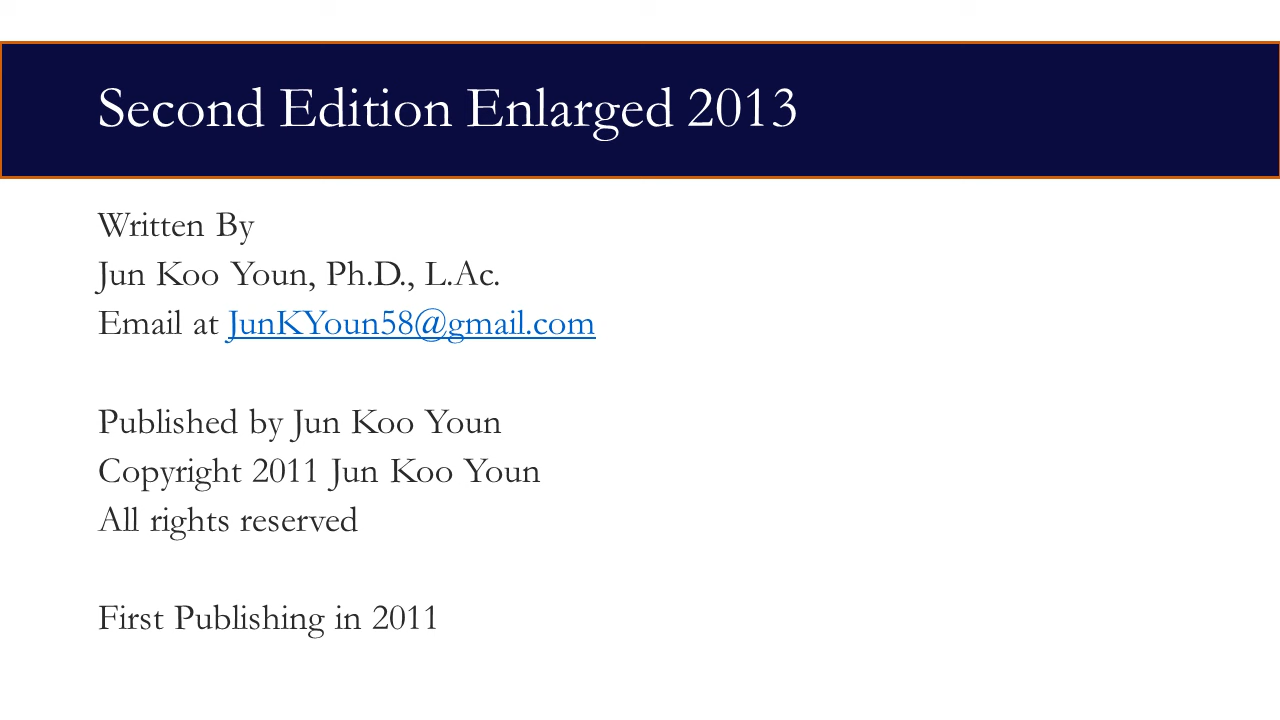 Second Edition Enlarged 2013
Written By
Jun Koo Youn, Ph.D., L.Ac.
Email at JunKYoun58@gmail.com
Published by Jun Koo Youn
Copyright 2011 Jun Koo Youn
All rights reserved
First Publishing in 2011